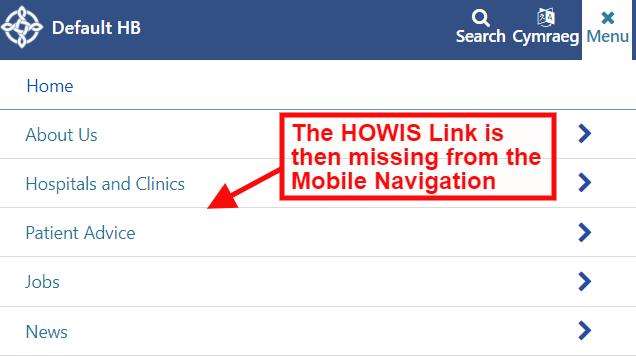 Default HB
Search Cymraeg Menu
Home
About Us
The HOWIS Link is
then missing from the
Mobile Navigation
Hospitals and Clinics
Patient Advice
Jobs
News